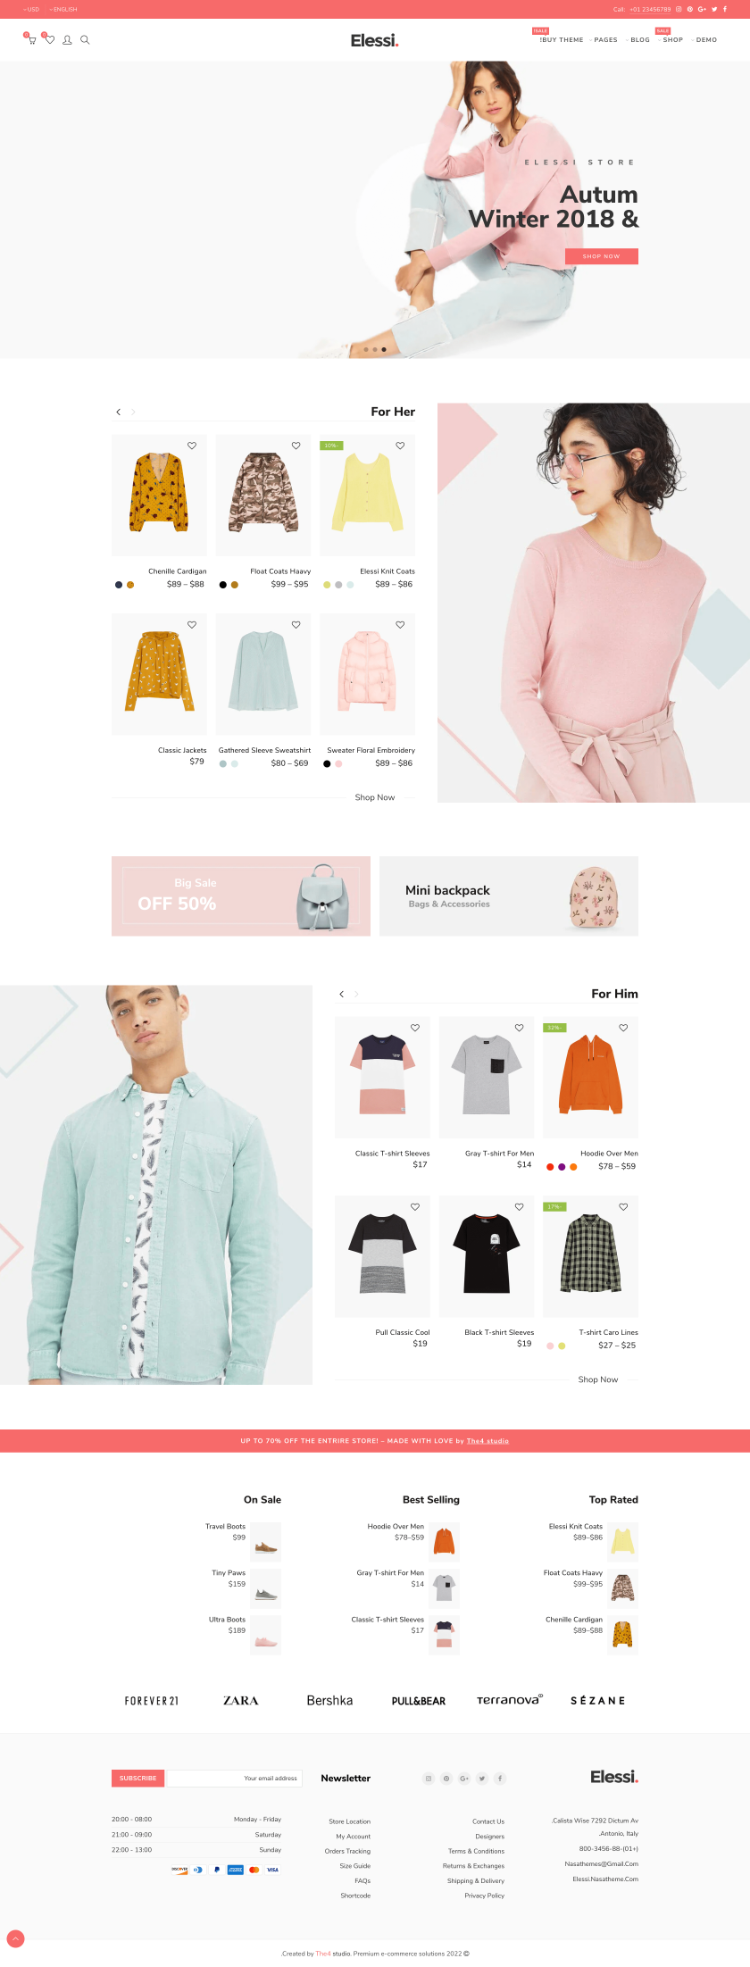 USD
ENGLISH
Call: +01 23456789
Elessi.
!BUY THEME
PAGES
BLOG
SALE
SHOP
DEMO
ELESSI STORE
Autum
Winter 2018 &
SHOP NOW
For Her
Chenille Cardigan
$89 – $88
Float Coats Haavy
$99 – $95
Elessi Knit Coats
$89 – $86
Classic Jackets
$79
Gathered Sleeve Sweatshirt
$80 – $69
Sweater Floral Embroidery
$89 – $86
Shop Now
Big Sale
OFF 50%
Mini backpack
Bags & Accessories
For Him
Classic T-shirt Sleeves
$17
Gray T-shirt For Men
$14
Hoodie Over Men
$78 – $59
Pull Classic Cool
$19
Black T-shirt Sleeves
$19
17%-
T-shirt Caro Lines
$27 – $25
Shop Now
UP TO 70% OFF THE ENTRIRE STORE! – MADE WITH LOVE by The4 studio
On Sale
Travel Boots
$99
Tiny Paws
$159
Ultra Boots
$189
Best Selling
Hoodie Over Men
$78–$59
Gray T-shirt For Men
$14
Classic T-shirt Sleeves
$17
Top Rated
Elessi Knit Coats
$89–$86
Float Coats Haavy
$99–$95
Chenille Cardigan
$89–$88
FOREVER 21
ZARA
Bershka
PULL&BEAR
Terranova
SÉZANE
SUBSCRIBE
Your email address
Newsletter
Elessi.
20:00 - 08:00 Monday - Friday
21:00 - 09:00 Saturday
22:00 - 13:00 Sunday
DISCOVER
VISA
Store Location
My Account
Orders Tracking
Size Guide
FAQs
Shortcode
Contact Us
Designers
Terms & Conditions
Returns & Exchanges
Shipping & Delivery
Privacy Policy
.Calista Wise 7292 Dictum Av
.Antonio, Italy
800-3456-88-(01+)
Nasathemes@Gmail.Com
Elessi.Nasatheme.Com
.Created by The4 studio. Premium e-commerce solutions 2022 ©